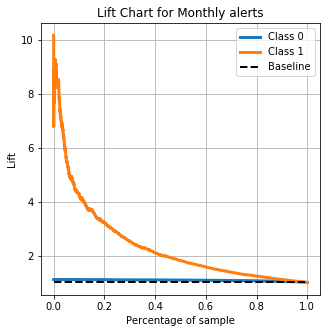 Lift Chart for Monthly alerts
Class 0
Class 1
Baseline
10
8
6
4
2
Lift
0.0 0.2 0.4 0.6 0.8 1.0
Percentage of sample